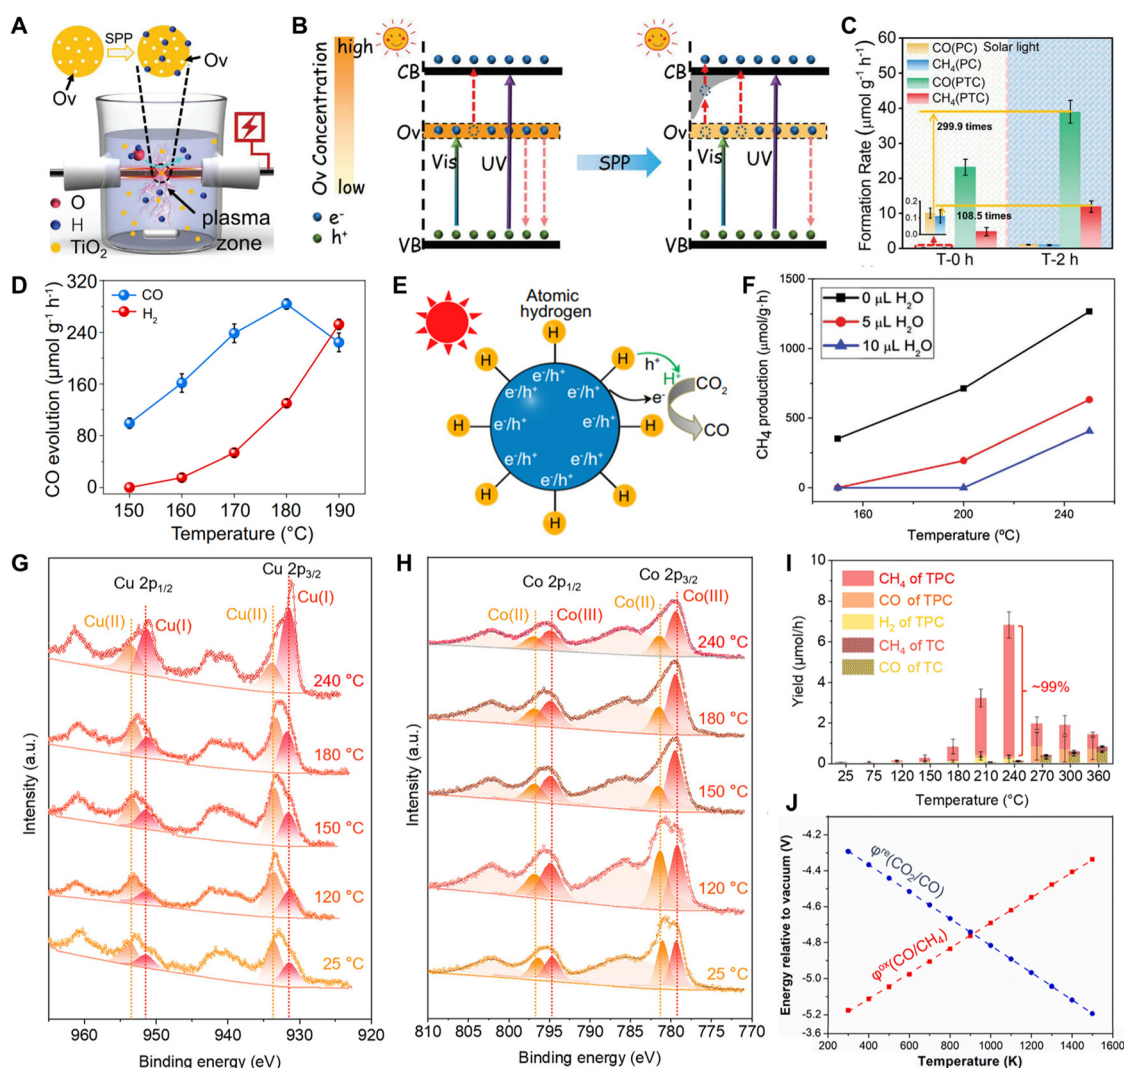 A
SPP
Ov
Ov
plasma
zone
O
H
TiO2
B
Ov Concentration
high
low
e-
h+
CB
Ov
Vis
UV
VB
SPP
CB
Ov
Vis
UV
VB
C
Formation Rate (μmol g-1 h-1)
60
50
40
30
20
10
0
CO(PC)
CH4(PC)
CO(PTC)
CH4(PTC)
Solar light
299.9 times
108.5 times
0.2
0.1
0.0
T-0 h
T-2 h
D
CO evolution (μmol g-1 h-1)
320
240
160
80
0
CO
H2
150 160 170 180 190
Temperature (°C)
E
Atomic
hydrogen
H
H
H
H
H
H
H
H
e-/h+
e-/h+
e-/h+
e-/h+
e-/h+
e-/h+
e-/h+
e-/h+
h+
H+
e-
CO2
CO
F
CH4 production (μmol/g·h)
1500
1000
500
0
0 μL H2O
5 μL H2O
10 μL H2O
150 200 250
Temperature (°C)
G
Intensity (a.u.)
Cu 2p1/2
Cu 2p3/2
Cu(II)
Cu(I)
Cu(II)
Cu(I)
240 °C
180 °C
150 °C
120 °C
25 °C
960 950 940 930 920
Binding energy (eV)
H
Intensity (a.u.)
Co 2p1/2
Co 2p3/2
Co(II)
Co(III)
Co(II)
Co(III)
240 °C
180 °C
150 °C
120 °C
25 °C
810 800 795 785 780 775 770
Binding energy (eV)
I
Yield (μmol/h)
10
8
6
4
2
0
CH4 of TPC
CO of TPC
H2 of TPC
CH4 of TC
CO of TC
~99%
25 75 120 150 180 210 240 270 300 360
Temperature (°C)
J
Energy relative to vacuum (V)
-4.2
-4.4
-4.6
-4.8
-5.0
-5.2
-3.6
φre(CO2/CO)
φox(CO/CH4)
200 400 600 800 1000 1200 1400 1600
Temperature (K)